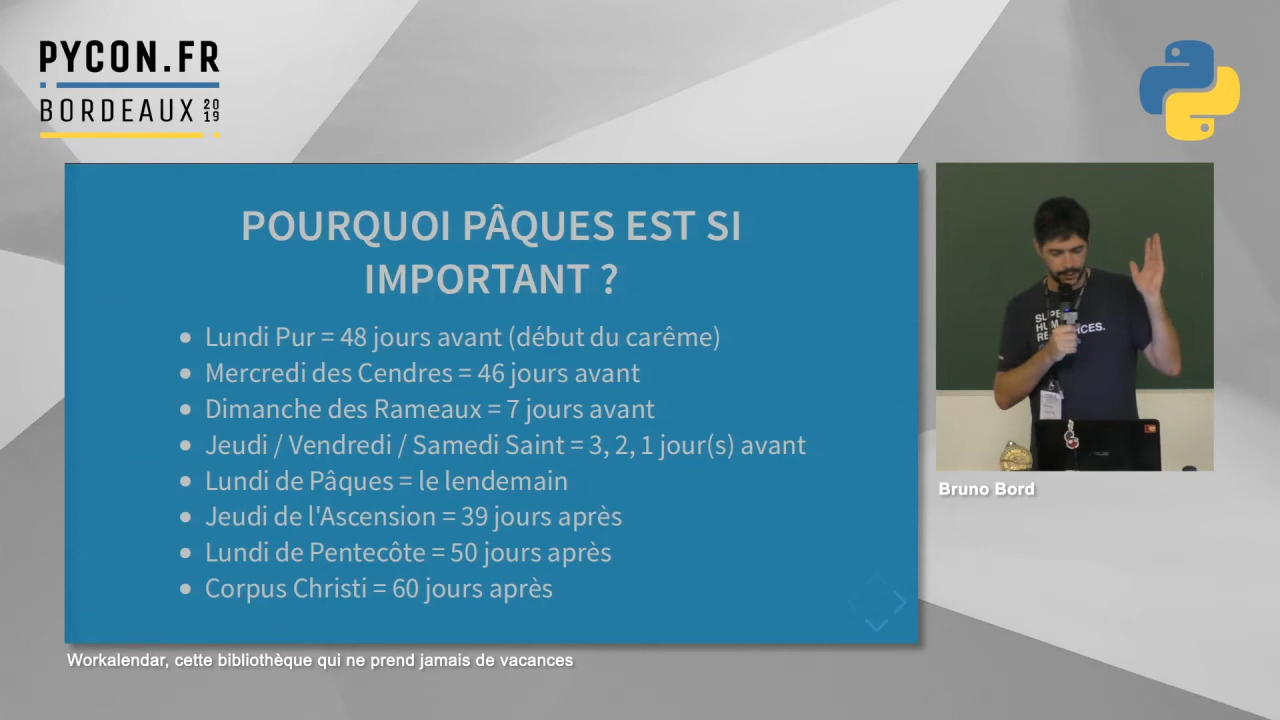 PYCON.FR
BORDEAUX 2019
POURQUOI PÂQUES EST SI
IMPORTANT ?
Lundi Pur = 48 jours avant (début du carême)
Mercredi des Cendres = 46 jours avant
Dimanche des Rameaux = 7 jours avant
Jeudi / Vendredi / Samedi Saint = 3, 2, 1 jour(s) avant
Lundi de Pâques = le lendemain
Jeudi de l'Ascension = 39 jours après
Lundi de Pentecôte = 50 jours après
Corpus Christi = 60 jours après
Bruno Bord
Workalendar, cette bibliothèque qui ne prend jamais de vacances